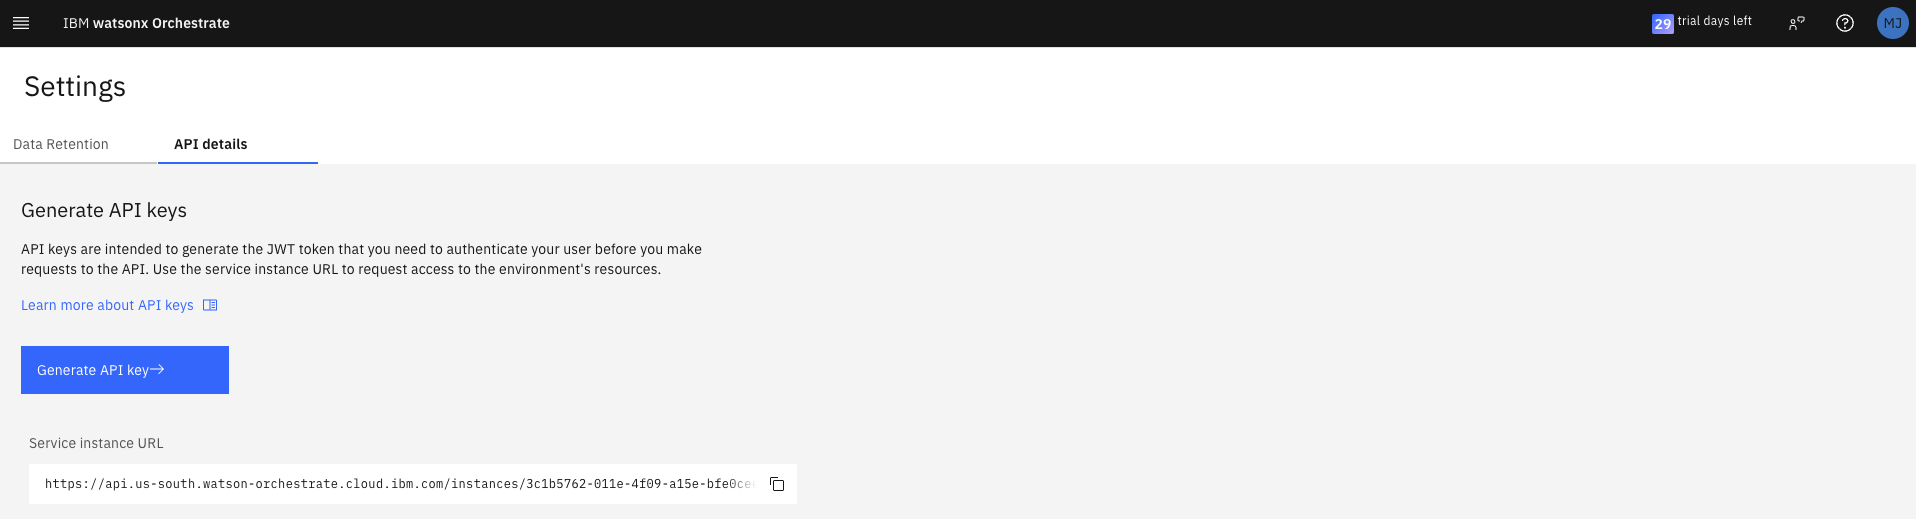 IBM watsonx Orchestrate
29 trial days left
MJ
Settings
Data Retention
API details
Generate API keys
API keys are intended to generate the JWT token that you need to authenticate your user before you make
requests to the API. Use the service instance URL to request access to the environment's resources.
Learn more about API keys
Generate API key
Service instance URL
https://api.us-south.watson-orchestrate.cloud.ibm.com/instances/3c1b5762-011e-4f09-a15e-bfe0ce